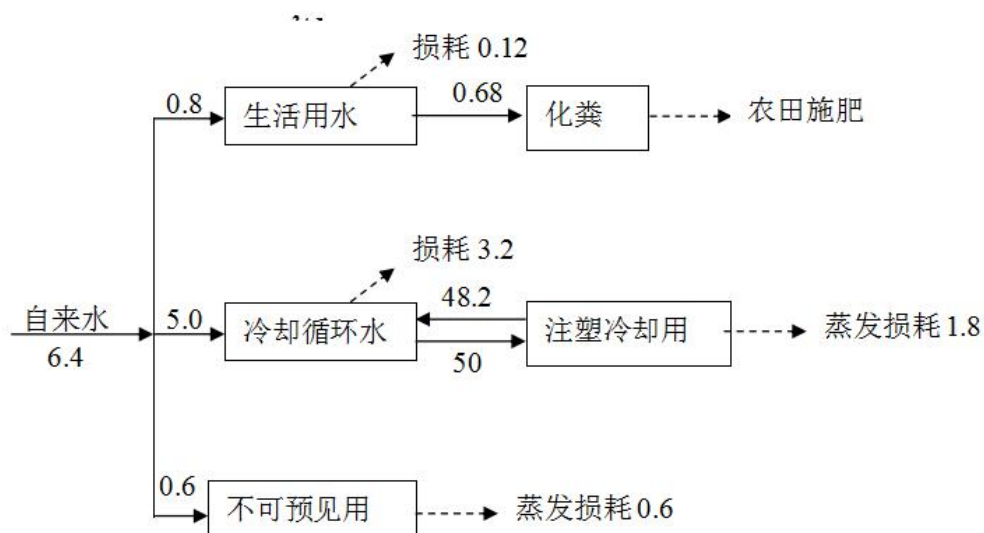 损耗 0.12
0.8
生活用水
0.68
化粪
农田施肥
损耗 3.2
自来水
6.4
5.0
冷却循环水
48.2
50
注塑冷却用
蒸发损耗 1.8
0.6
不可预见用
蒸发损耗 0.6